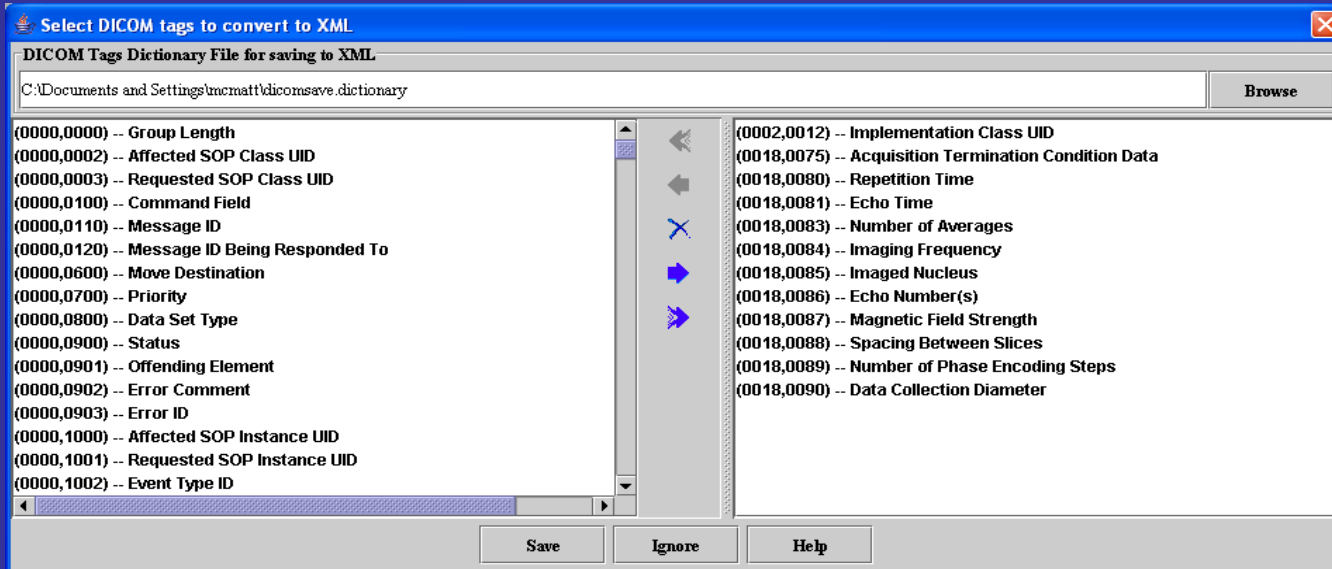 Select DICOM tags to convert to XML
DICOM Tags Dictionary File for saving to XML
C:\Documents and Settings\mcmatt\dicomsave.dictionary
Browse
(0000,0000) -- Group Length
(0000,0002) -- Affected SOP Class UID
(0000,0003) -- Requested SOP Class UID
(0000,0100) -- Command Field
(0000,0110) -- Message ID
(0000,0120) -- Message ID Being Responded To
(0000,0600) -- Move Destination
(0000,0700) -- Priority
(0000,0800) -- Data Set Type
(0000,0900) -- Status
(0000,0901) -- Offending Element
(0000,0902) -- Error Comment
(0000,0903) -- Error ID
(0000,1000) -- Affected SOP Instance UID
(0000,1001) -- Requested SOP Instance UID
(0000,1002) -- Event Type ID
(0002,0012) -- Implementation Class UID
(0018,0075) -- Acquisition Termination Condition Data
(0018,0080) -- Repetition Time
(0018,0081) -- Echo Time
(0018,0083) -- Number of Averages
(0018,0084) -- Imaging Frequency
(0018,0085) -- Imaged Nucleus
(0018,0086) -- Echo Number(s)
(0018,0087) -- Magnetic Field Strength
(0018,0088) -- Spacing Between Slices
(0018,0089) -- Number of Phase Encoding Steps
(0018,0090) -- Data Collection Diameter
Save
Ignore
Help